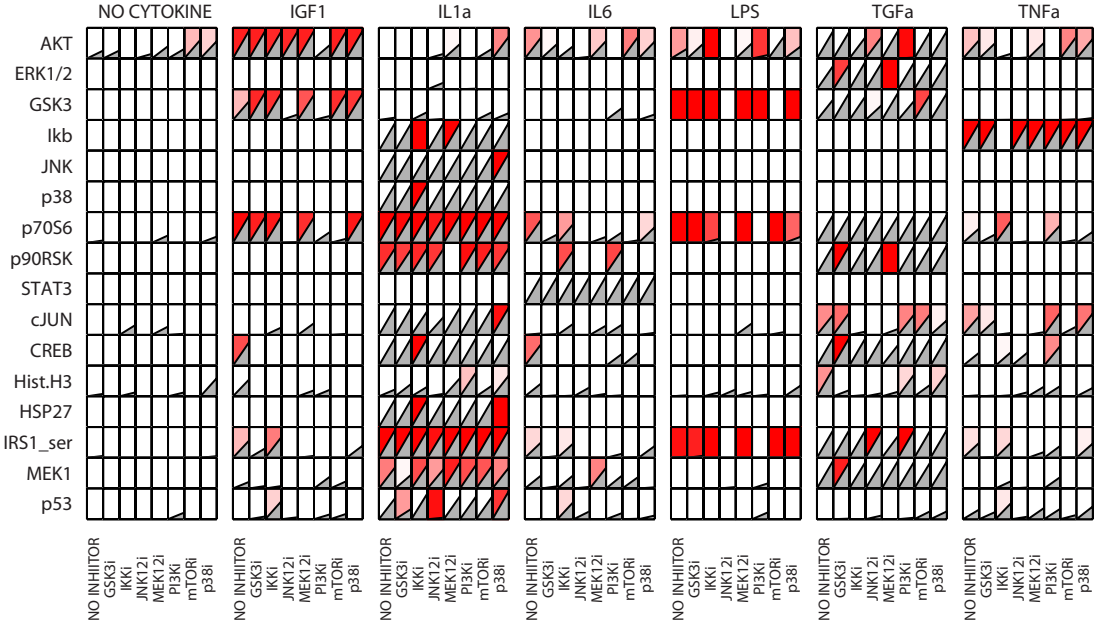 NO CYTOKINE IGF1 IL1a IL6 LPS TGFa TNFa
AKT
ERK1/2
GSK3
Ikb
JNK
p38
p70S6
p90RSK
STAT3
cJUN
CREB
Hist.H3
HSP27
IRS1_ser
MEK1
p53
NO INHIITOR GSK3i IKKi JNK12i MEK12i PI3Ki mTORi p38i NO INHIITOR GSK3i IKKi JNK12i MEK12i PI3Ki mTORi p38i NO INHIITOR GSK3i IKKi JNK12i MEK12i PI3Ki mTORi p38i NO INHIITOR GSK3i IKKi JNK12i MEK12i PI3Ki mTORi p38i NO INHIITOR GSK3i IKKi JNK12i MEK12i PI3Ki mTORi p38i NO INHIITOR GSK3i IKKi JNK12i MEK12i PI3Ki mTORi p38i NO INHIITOR GSK3i IKKi JNK12i MEK12i PI3Ki mTORi p38i